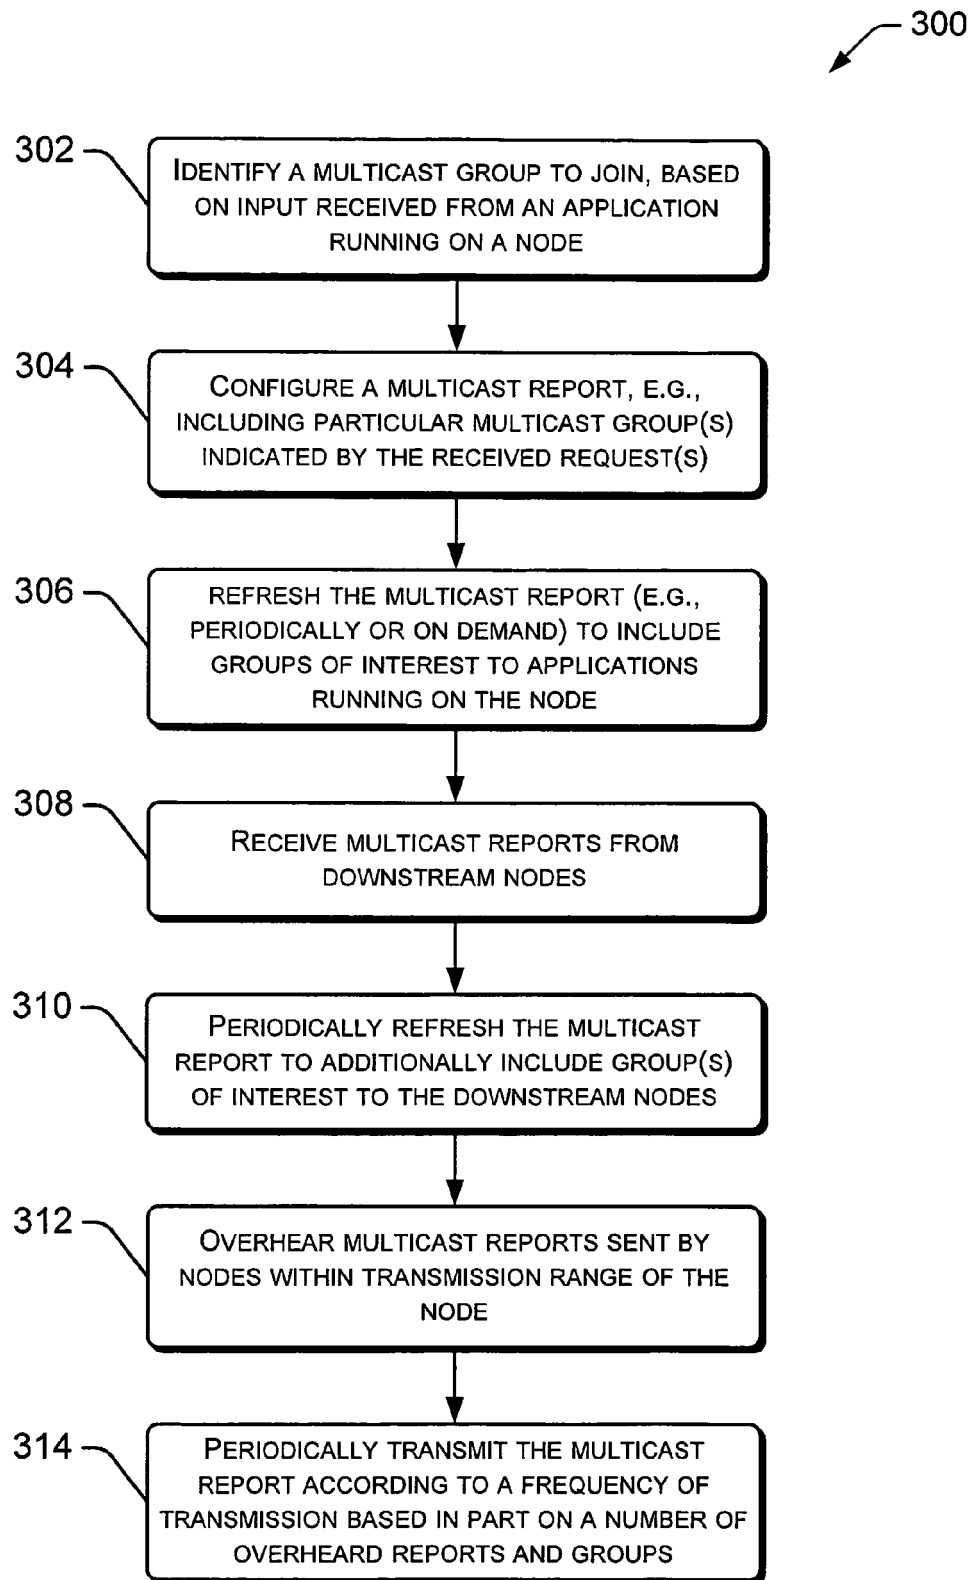 300
302
IDENTIFY A MULTICAST GROUP TO JOIN, BASED
ON INPUT RECEIVED FROM AN APPLICATION
RUNNING ON A NODE
304
CONFIGURE A MULTICAST REPORT, E.G.,
INCLUDING PARTICULAR MULTICAST GROUP(S)
INDICATED BY THE RECEIVED REQUEST(S)
306
REFRESH THE MULTICAST REPORT (E.G.,
PERIODICALLY OR ON DEMAND) TO INCLUDE
GROUPS OF INTEREST TO APPLICATIONS
RUNNING ON THE NODE
308
RECEIVE MULTICAST REPORTS FROM
DOWNSTREAM NODES
310
PERIODICALLY REFRESH THE MULTICAST
REPORT TO ADDITIONALLY INCLUDE GROUP(S)
OF INTEREST TO THE DOWNSTREAM NODES
312
OVERHEAR MULTICAST REPORTS SENT BY
NODES WITHIN TRANSMISSION RANGE OF THE
NODE
314
PERIODICALLY TRANSMIT THE MULTICAST
REPORT ACCORDING TO A FREQUENCY OF
TRANSMISSION BASED IN PART ON A NUMBER OF
OVERHEARD REPORTS AND GROUPS